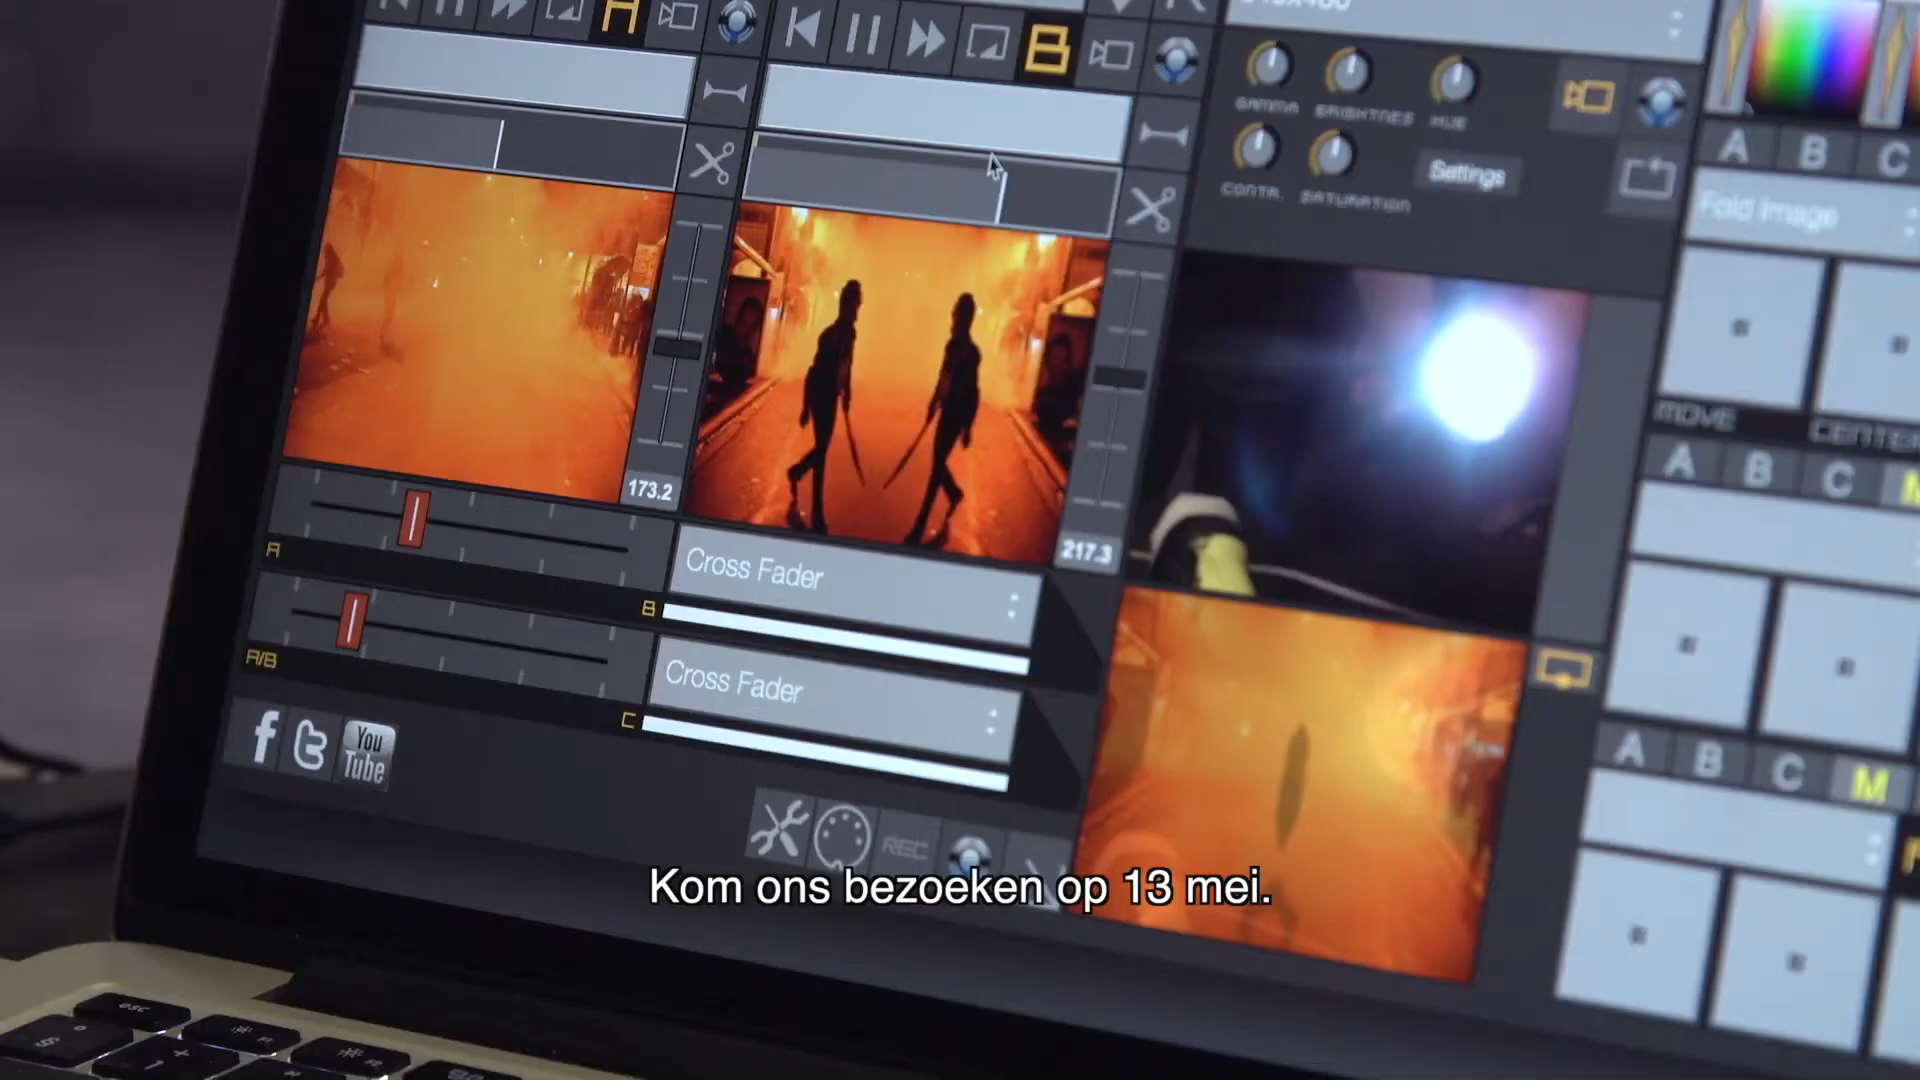 A
B
GAMMA
BRIGHTNES
HUE
CONTR.
SATURATION
Settings
A B C
Fold Image
173.2
217.3
MOVE
CENTER
A B C
A
Cross Fader
B
A/B
Cross Fader
C
A B C M
f
You
Tube
REC
Kom ons bezoeken op 13 mei.
esc